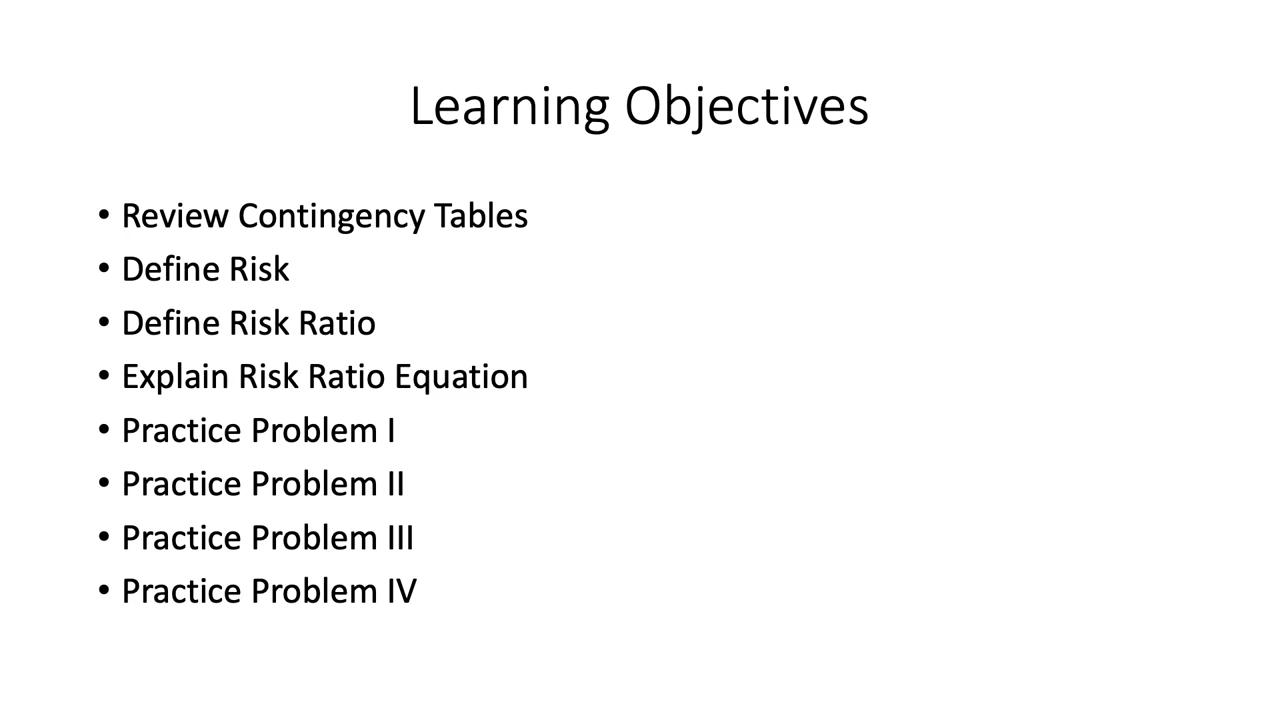 Learning Objectives
• Review Contingency Tables
• Define Risk
• Define Risk Ratio
• Explain Risk Ratio Equation
• Practice Problem I
• Practice Problem II
• Practice Problem III
• Practice Problem IV